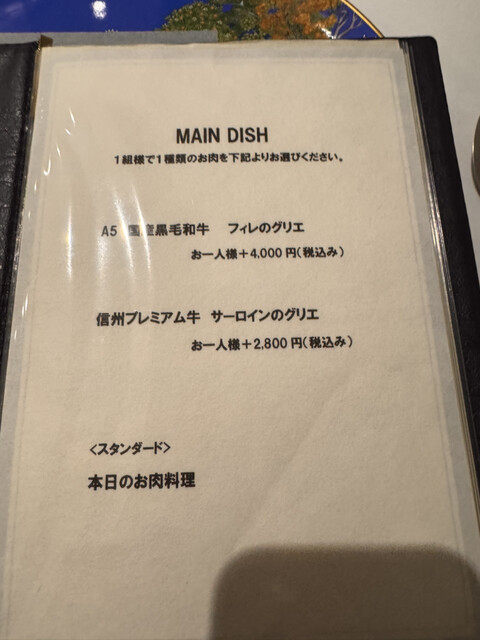 MAIN DISH
1組様で1種類のお肉を下記よりお選びください。
A5 国産黒毛和牛 フィレのグリエ
お一人様+4,000円(税込み)
信州プレミアム牛 サーロインのグリエ
お一人様+2,800円(税込み)
<スタンダード>
本日のお肉料理